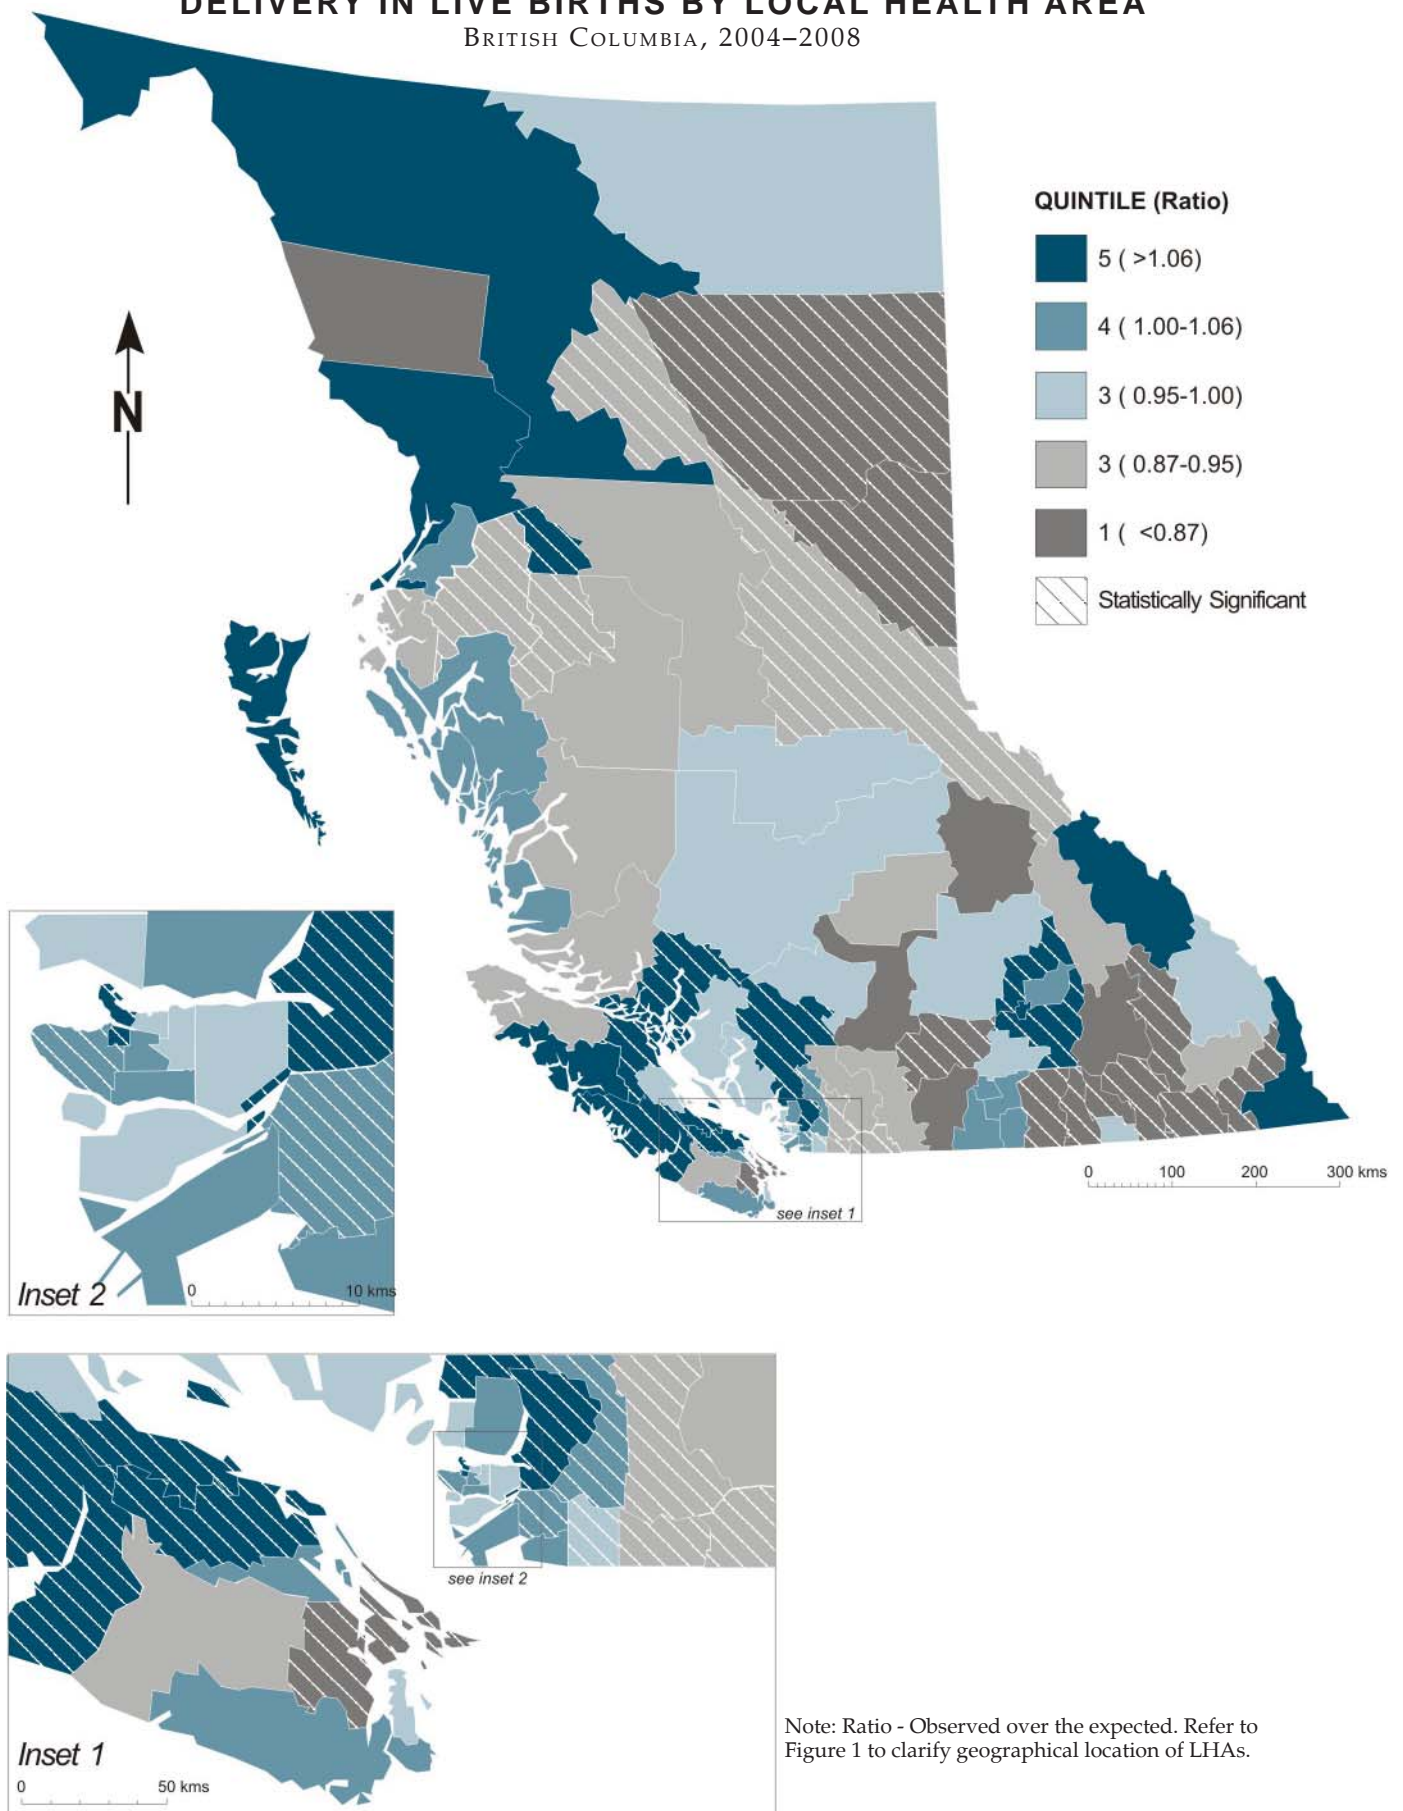 DELIVERY IN LIVE BIRTHS BY LOCAL HEALTH AREA
BRITISH COLUMBIA, 2004–2008
QUINTILE (Ratio)
5 ( >1.06)
4 ( 1.00-1.06)
3 ( 0.95-1.00)
3 ( 0.87-0.95)
1 ( <0.87)
Statistically Significant
N
0 100 200 300 kms
see inset 1
Inset 2
0 10 kms
see inset 2
Inset 1
0 50 kms
Note: Ratio - Observed over the expected. Refer to
Figure 1 to clarify geographical location of LHAs.